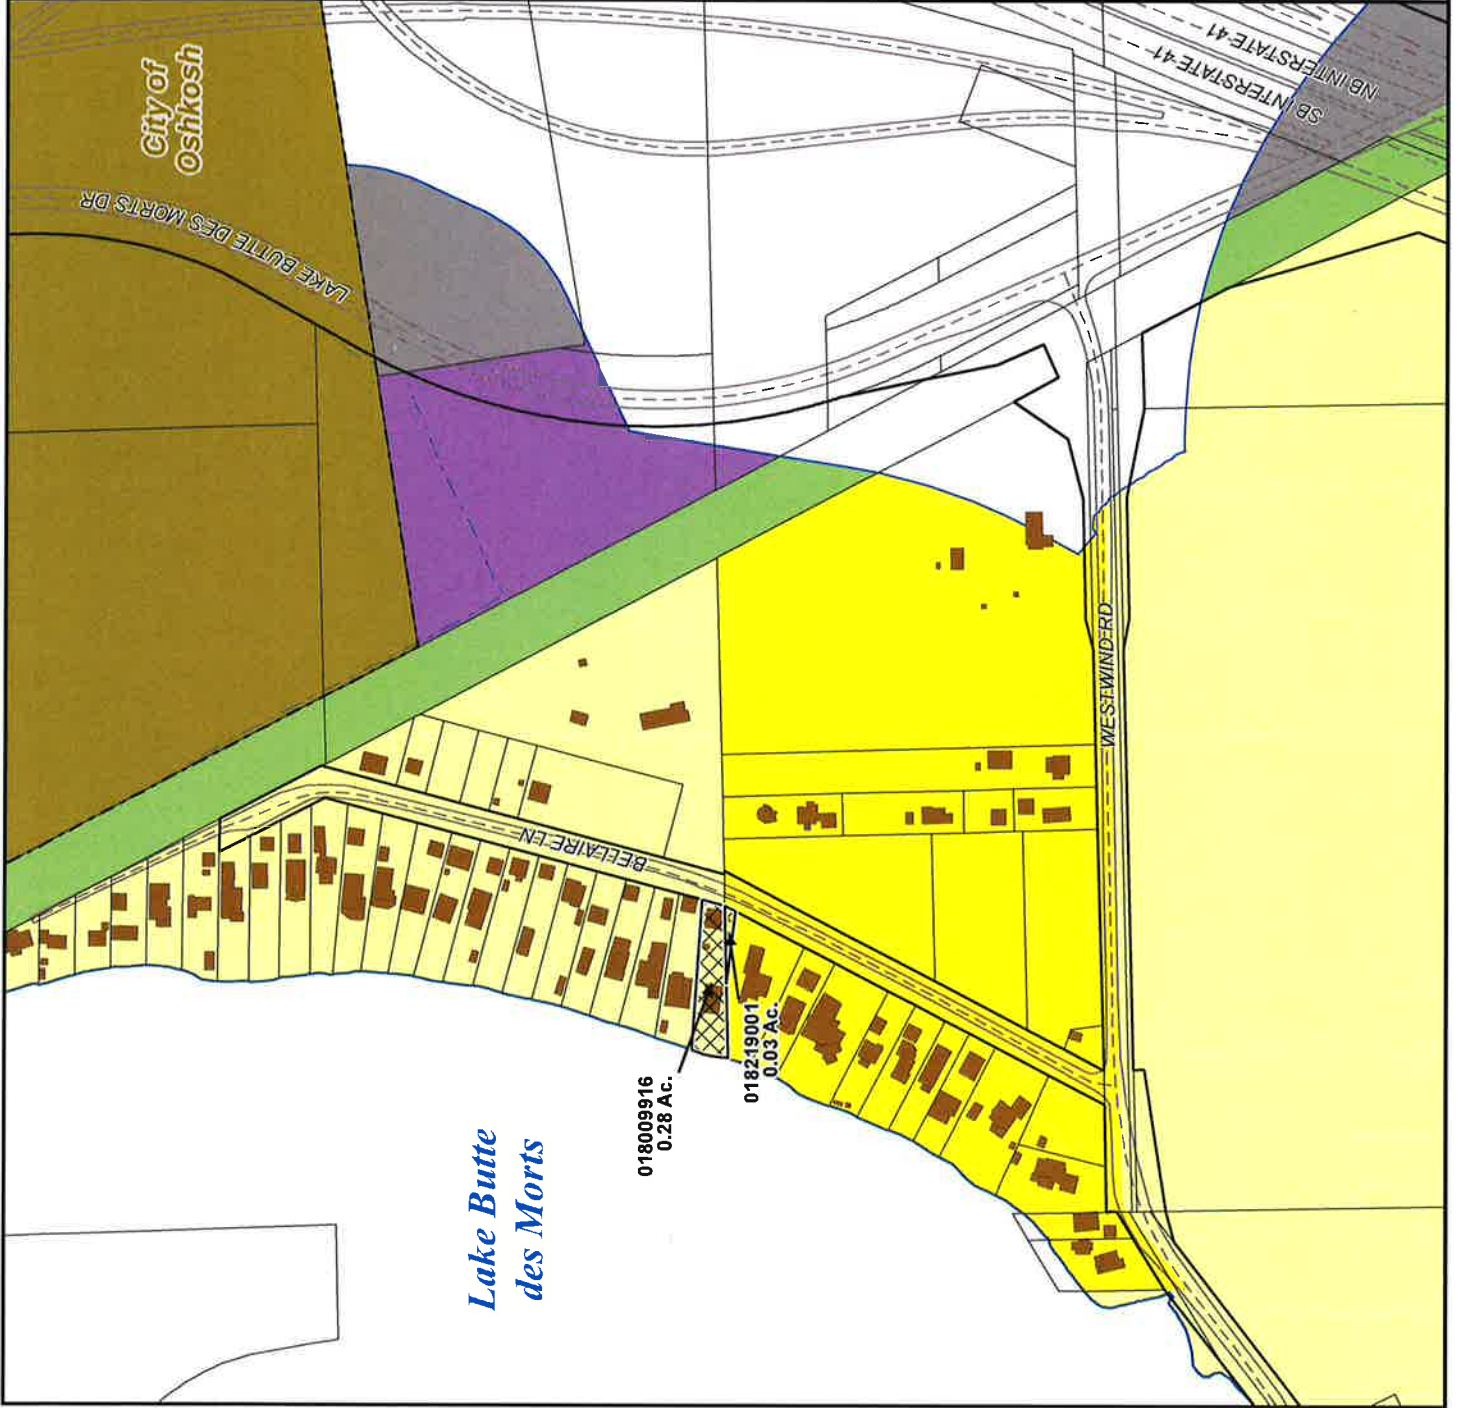 City of
Oshkosh
LAKE BUTTE DES MORTS DR
NB INTERSTATE 41
SB INTERSTATE 41
WESTWIND RD
BELLAIRE LN
018009916
0.28 Ac.
018219001
0.03 Ac.
Lake Butte
des Morts